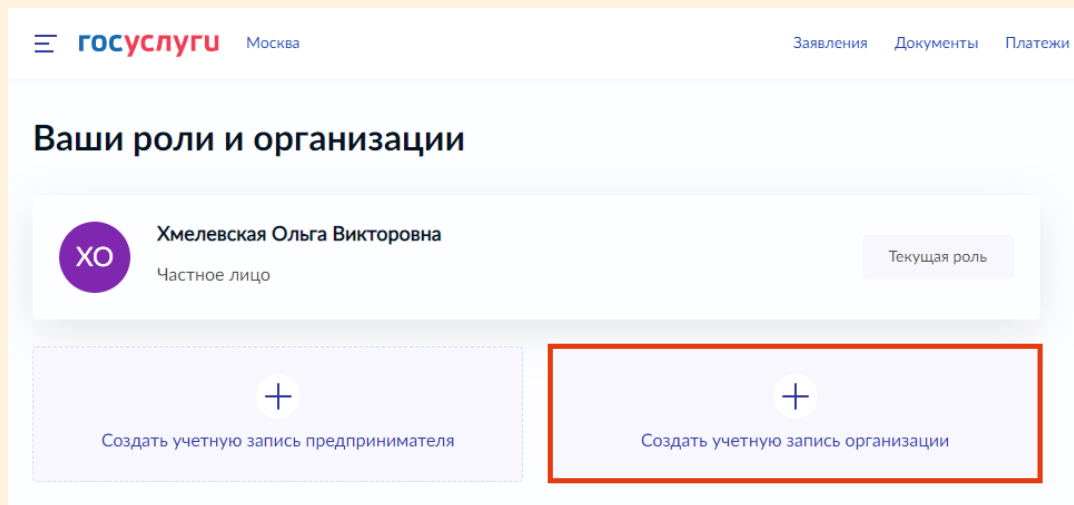 госуслуги Москва Заявления Документы Платежи
Ваши роли и организации
ХО
Хмелевская Ольга Викторовна
Частное лицо
Текущая роль
Создать учетную запись предпринимателя
Создать учетную запись организации